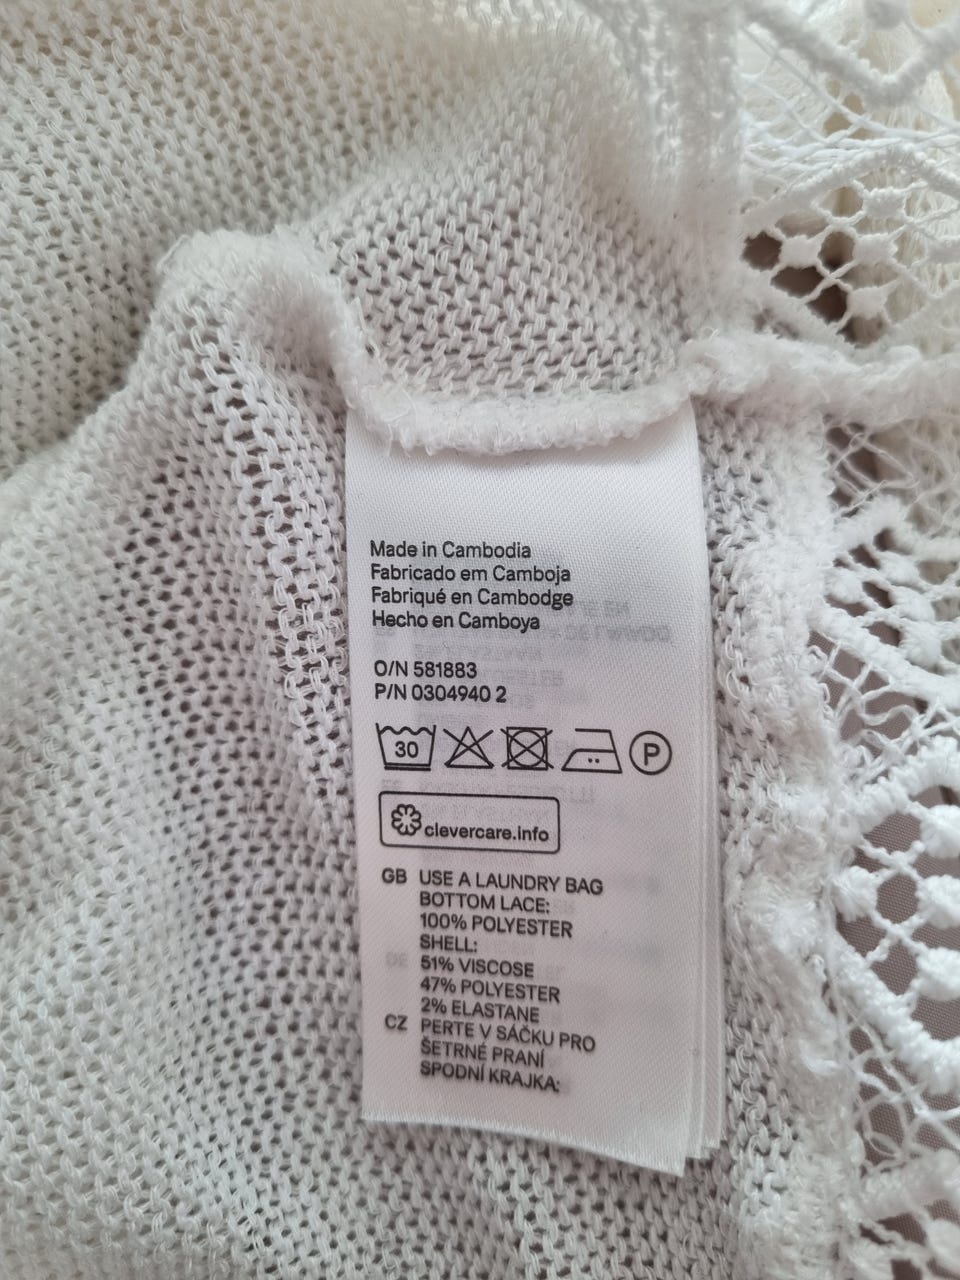 Made in Cambodia
Fabricado em Camboja
Fabriqué en Cambodge
Hecho en Camboya
O/N 581883
P/N 0304940 2
30 P
clevercare.info
GB USE A LAUNDRY BAG
BOTTOM LACE:
100% POLYESTER
SHELL:
51% VISCOSE
47% POLYESTER
2% ELASTANE
CZ PERTE V SÁČKU PRO
ŠETRNÉ PRANÍ
SPODNÍ KRAJKA: